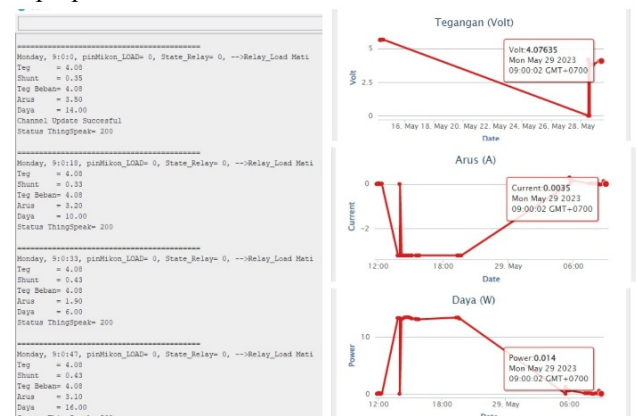 ========================================
Monday, 9:0:0, pinMikon_LOAD= 0, State_Relay= 0, -->Relay_Load Mati
Teg = 4.08
Shunt = 0.35
Teg Beban= 4.08
Arus = 3.50
Daya = 14.00
Channel Update Succesful
Status ThingSpeak= 200
========================================
Monday, 9:0:18, pinMikon_LOAD= 0, State_Relay= 0, -->Relay_Load Mati
Teg = 4.08
Shunt = 0.33
Teg Beban= 4.08
Arus = 3.20
Daya = 10.00
Status ThingSpeak= 200
========================================
Monday, 9:0:33, pinMikon_LOAD= 0, State_Relay= 0, -->Relay_Load Mati
Teg = 4.08
Shunt = 0.43
Teg Beban= 4.08
Arus = 1.90
Daya = 6.00
Status ThingSpeak= 200
========================================
Monday, 9:0:47, pinMikon_LOAD= 0, State_Relay= 0, -->Relay_Load Mati
Teg = 4.08
Shunt = 0.43
Teg Beban= 4.08
Arus = 3.10
Daya = 16.00
Tegangan (Volt)
Volt
5
2.5
0
Volt:4.07635
Mon May 29 2023
09:00:02 GMT+0700
16. May 18. May 20. May 22. May 24. May 26. May 28. May
Date
Arus (A)
Current
0
-2
Current:0.0035
Mon May 29 2023
09:00:02 GMT+0700
12:00 18:00 29. May 06:00
Date
Daya (W)
Power
10
0
Power:0.014
Mon May 29 2023
09:00:02 GMT+0700
12:00 18:00 29. May 06:00